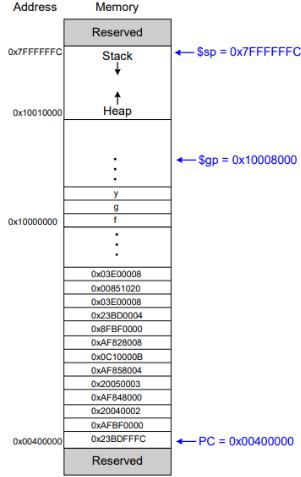 Address Memory
Reserved
0x7FFFFFFC Stack $sp = 0x7FFFFFFC
0x10010000 Heap
$gp = 0x10008000
y
g
0x10000000 f
0x03E00008
0x00851020
0x03E00008
0x23BD0004
0x8FBF0000
0xAF828008
0x0C10000B
0xAF858004
0x20050003
0xAF848000
0x20040002
0xAFBF0000
0x00400000 0x23BDFFFC PC = 0x00400000
Reserved